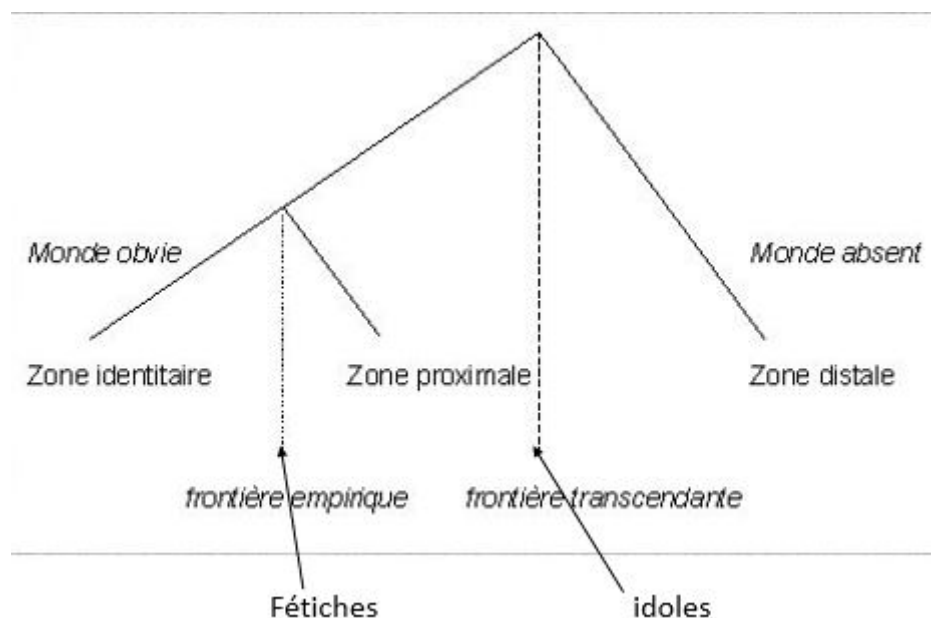 Monde obvie Monde absent
Zone identitaire Zone proximale Zone distale
frontière empirique frontière transcendante
Fétiches idoles